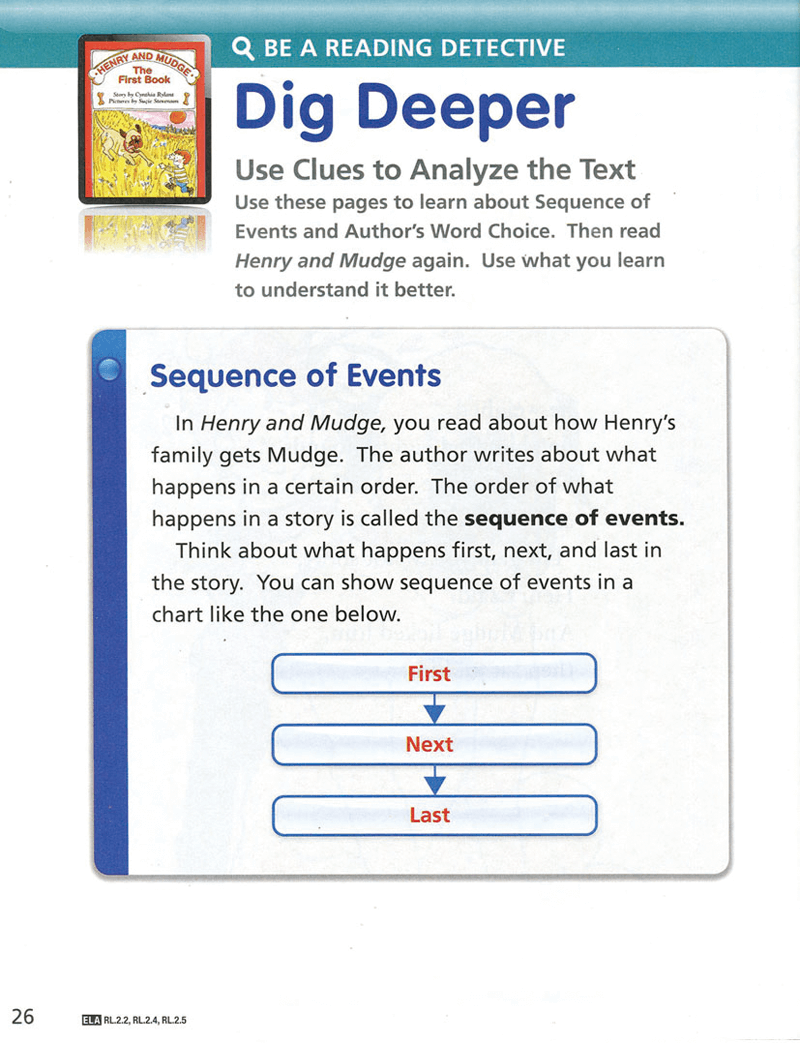 BE A READING DETECTIVE
HENRY AND MUDGE
The
First Book
Story by Cynthia Rylant
Pictures by Suçie Stevenson
Dig Deeper
Use Clues to Analyze the Text
Use these pages to learn about Sequence of
Events and Author's Word Choice. Then read
Henry and Mudge again. Use what you learn
to understand it better.
Sequence of Events
In Henry and Mudge, you read about how Henry's
family gets Mudge. The author writes about what
happens in a certain order. The order of what
happens in a story is called the sequence of events.
Think about what happens first, next, and last in
the story. You can show sequence of events in a
chart like the one below.
First
Next
Last
26
ELA RL.2.2, RL.2.4, RL.2.5